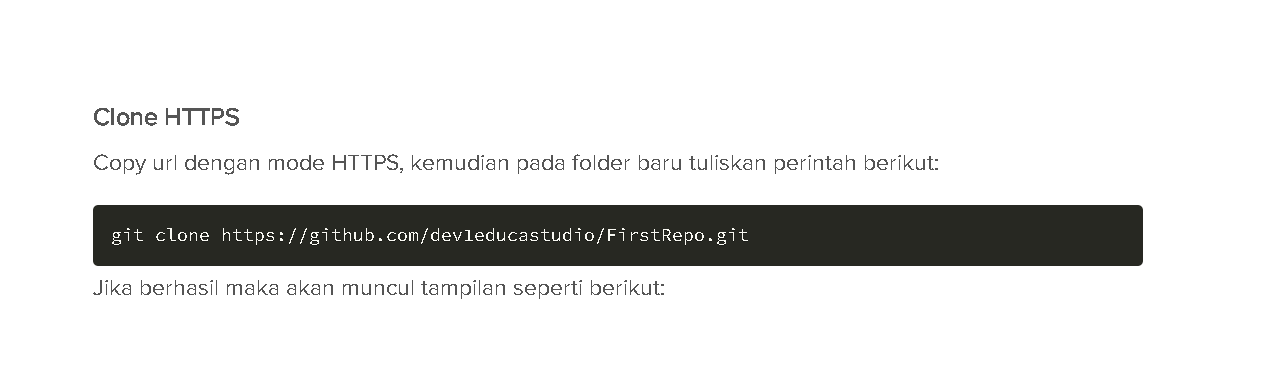 Clone HTTPS
Copy url dengan mode HTTPS, kemudian pada folder baru tuliskan perintah berikut:
git clone https://github.com/dev1educastudio/FirstRepo.git
Jika berhasil maka akan muncul tampilan seperti berikut: